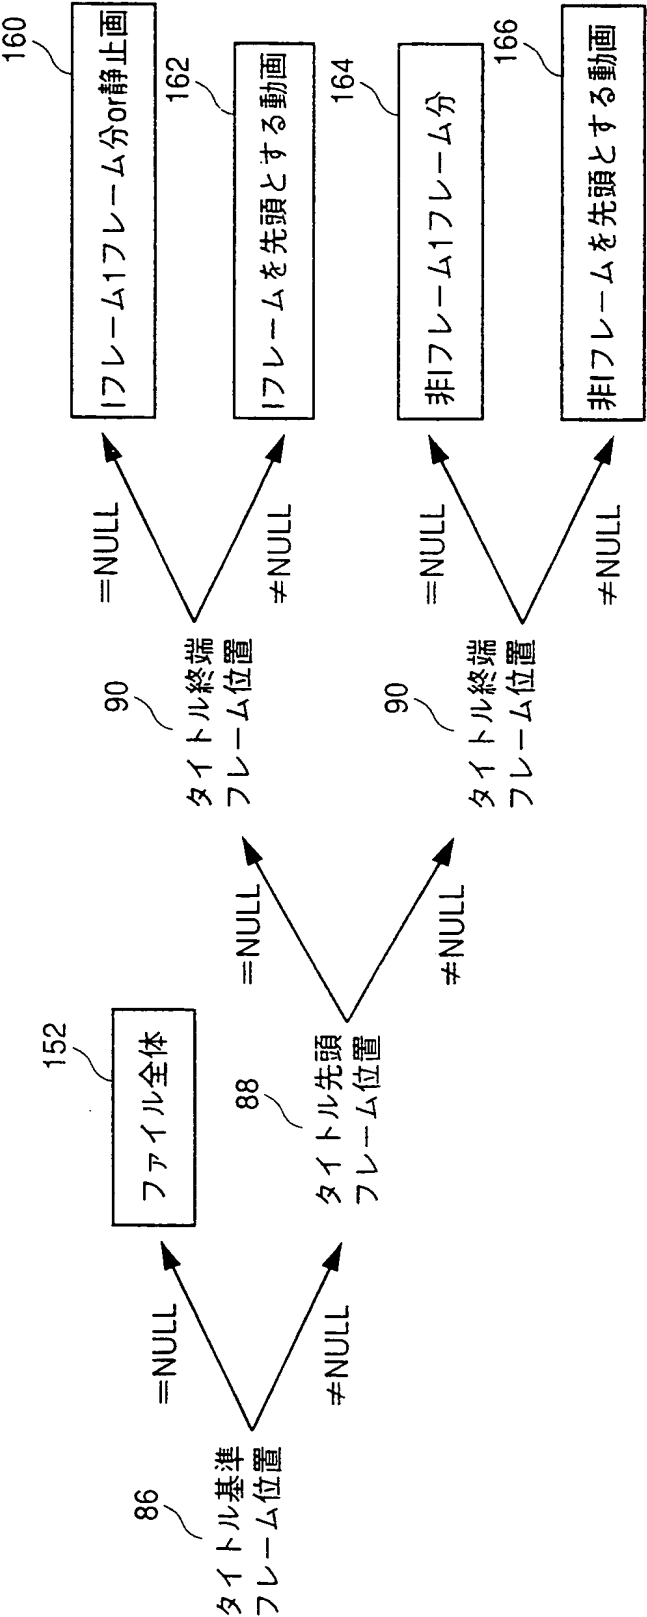 86
タイトル基準
フレーム位置
=NULL
≠NULL
152
ファイル全体
88
タイトル先頭
フレーム位置
=NULL
≠NULL
90
タイトル終端
フレーム位置
=NULL
≠NULL
90
タイトル終端
フレーム位置
=NULL
≠NULL
160
Iフレーム1フレーム分or静止画
162
Iフレームを先頭とする動画
164
非Iフレーム1フレーム分
166
非Iフレームを先頭とする動画